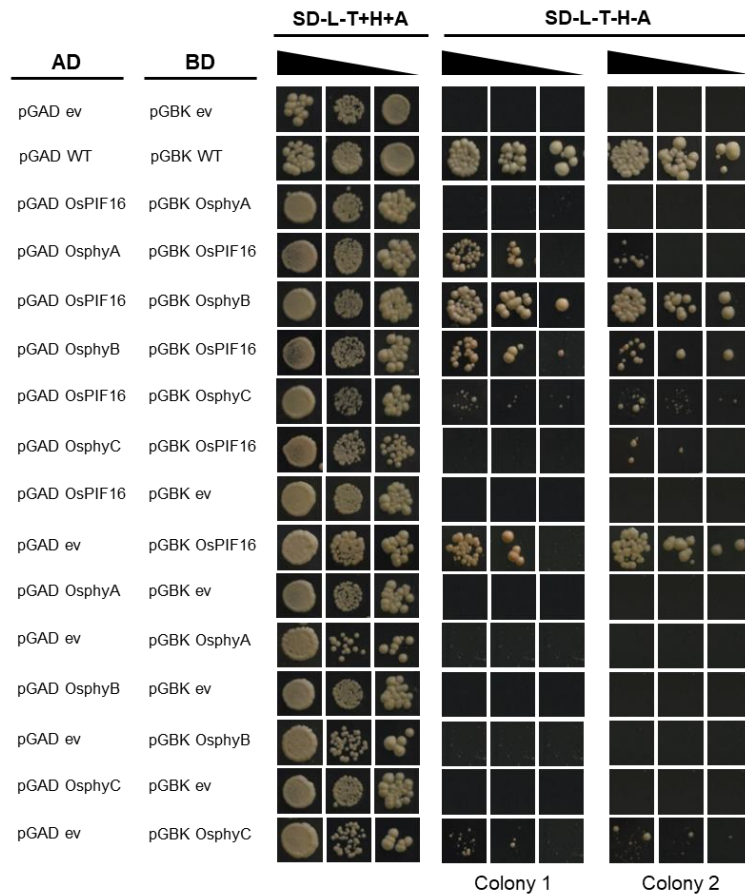 SD-L-T+H+A SD-L-T-H-A
AD BD
pGAD ev pGBK ev
pGAD WT pGBK WT
pGAD OsPIF16 pGBK OsphyA
pGAD OsphyA pGBK OsPIF16
pGAD OsPIF16 pGBK OsphyB
pGAD OsphyB pGBK OsPIF16
pGAD OsPIF16 pGBK OsphyC
pGAD OsphyC pGBK OsPIF16
pGAD OsPIF16 pGBK ev
pGAD ev pGBK OsPIF16
pGAD OsphyA pGBK ev
pGAD ev pGBK OsphyA
pGAD OsphyB pGBK ev
pGAD ev pGBK OsphyB
pGAD OsphyC pGBK ev
pGAD ev pGBK OsphyC
Colony 1 Colony 2